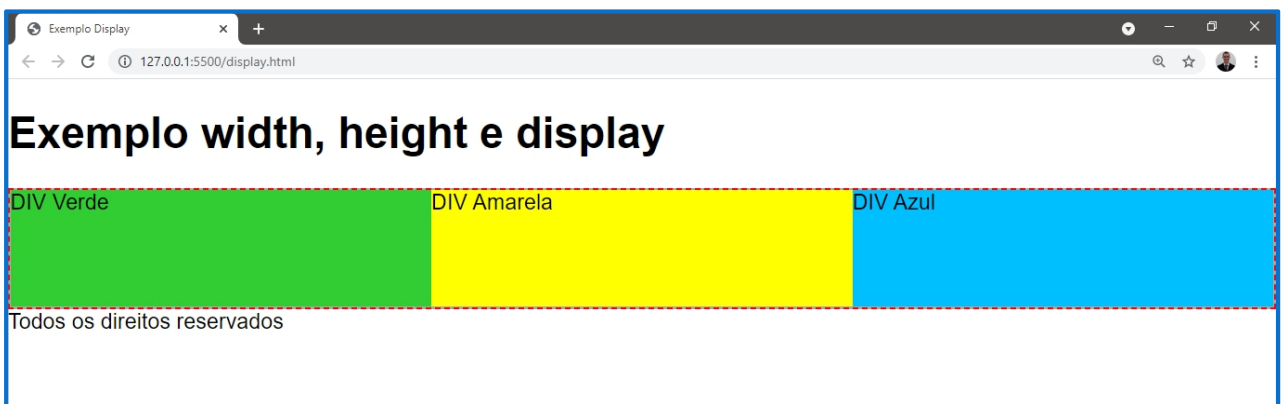 Exemplo Display
127.0.0.1:5500/display.html
Exemplo width, height e display
DIV Verde
DIV Amarela
DIV Azul
Todos os direitos reservados